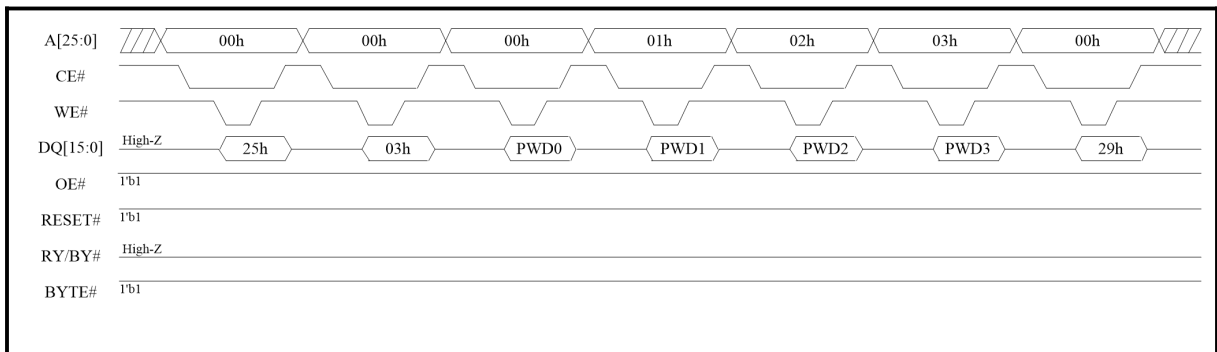 A[25:0] 00h 00h 00h 01h 02h 03h 00h
CE#
WE#
DQ[15:0] High-Z 25h 03h PWD0 PWD1 PWD2 PWD3 29h
OE# 1'b1
RESET# 1'b1
RY/BY# High-Z
BYTE# 1'b1